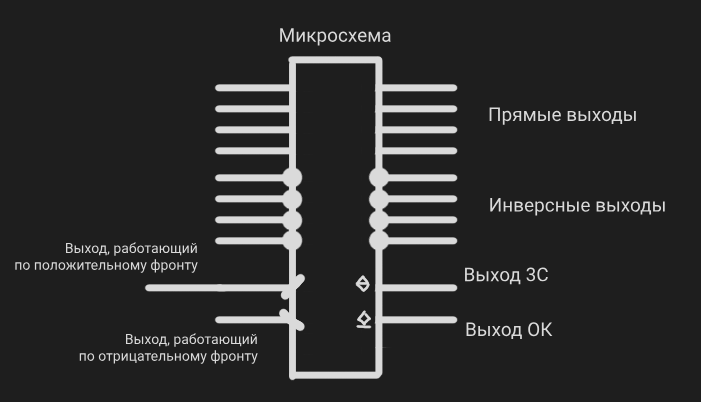 Микросхема
Прямые выходы
Инверсные выходы
Выход, работающий
по положительному фронту
Выход 3С
Выход ОК
Выход, работающий
по отрицательному фронту